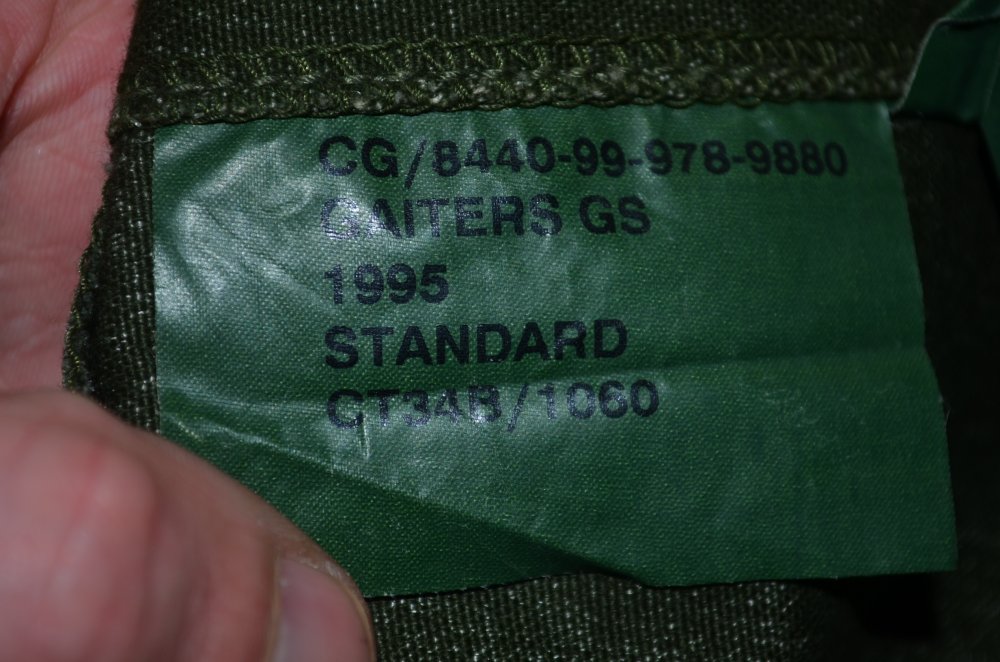 CG/8440-99-978-9880
GAITERS GS
1995
STANDARD
CT34B/1060